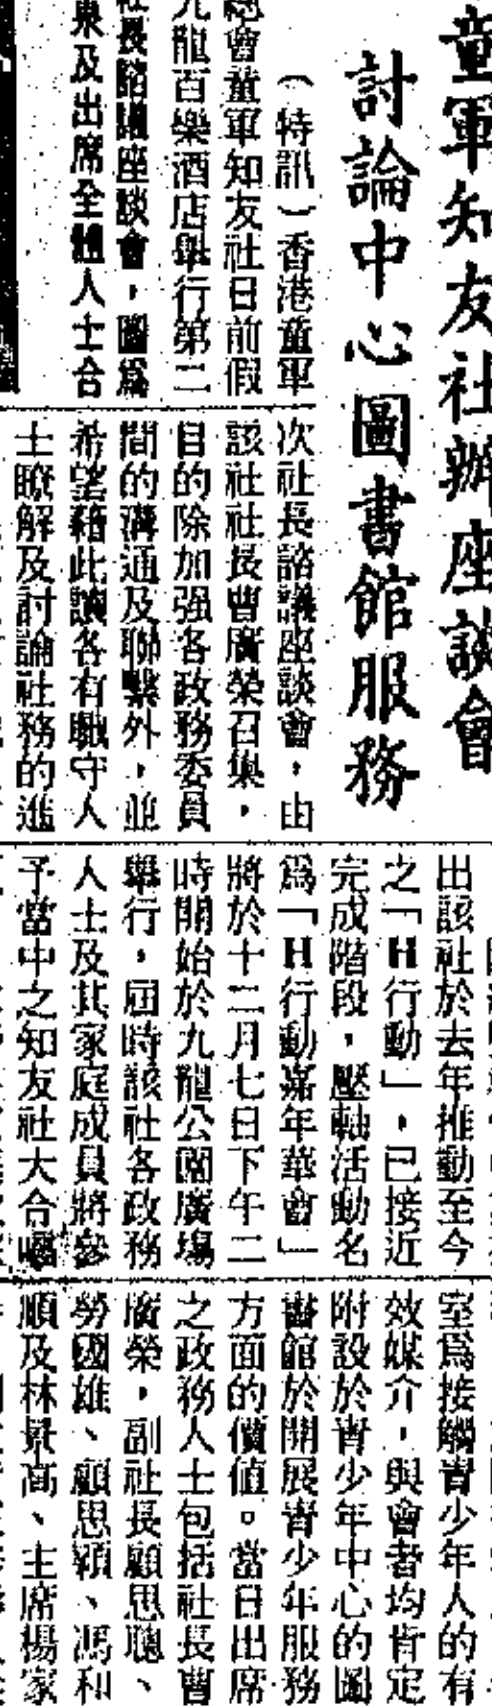 童軍知友社辦座談會
討論中心圖書館服務
（特訊）香港童軍
總會童軍知友社日前假
九龍百樂酒店舉行第二
社長諮議座談會，圖爲
泉及出席全體人士合
次社長諮議座談會，由
該社社長曹廣榮召集，
目的除加强各政務委員
間的溝通及聯繫外，並
希望藉此讓各有職守人
士瞭解及討論社務的進
出該社於去年推動至今
之「H行動」，已接近
完成階段，壓軸活動名
爲「H行動嘉年華會」
將於十二月七日下午二
時開始於九龍公園廣場
舉行，屆時該社各政務
人士及其家庭成員將參
予當中之知友社大合唱
室爲接觸靑少年人的有
效媒介，與會者均肯定
附設於靑少年中心的圖
書館於開展靑少年服務
方面的價值。當日出席
之政務人士包括社長曹
廣榮，副社長顧思聰、
勞國雄、顧思穎、馮和
順及林景高、主席楊家